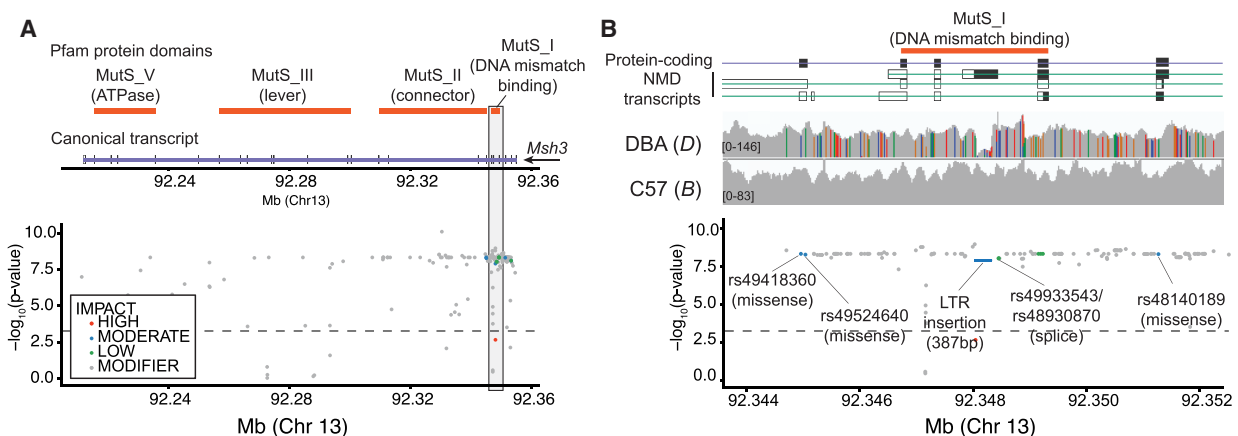 A
Pfam protein domains
MutS_V
(ATPase)
MutS_III
(lever)
MutS_II
(connector)
MutS_I
(DNA mismatch
binding)
Canonical transcript
Msh3
92.24
92.28
92.32
92.36
Mb (Chr13)
−log10(p-value)
10.0
7.5
5.0
2.5
0.0
IMPACT
HIGH
MODERATE
LOW
MODIFIER
92.24
92.28
92.32
92.36
Mb (Chr 13)
B
MutS_I
(DNA mismatch binding)
Protein-coding
NMD
transcripts
DBA (D)
[0-146]
C57 (B)
[0-83]
−log10(p-value)
10.0
7.5
5.0
2.5
0.0
rs49418360
(missense)
rs49524640
(missense)
LTR
insertion
(387bp)
rs49933543/
rs48930870
(splice)
rs48140189
(missense)
92.344
92.346
92.348
92.350
92.352
Mb (Chr 13)